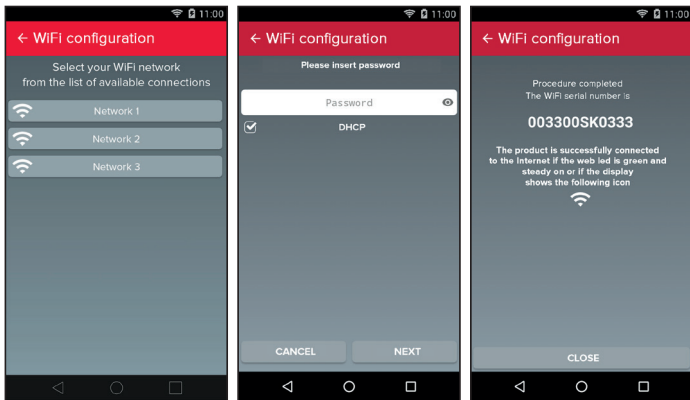 11:00
WiFi configuration
Select your WiFi network
from the list of available connections
Network 1
Network 2
Network 3
11:00
WiFi configuration
Please insert password
Password
DHCP
CANCEL
NEXT
11:00
WiFi configuration
Procedure completed
The WiFi serial number is
003300SK0333
The product is successfully connected
to the Internet if the web led is green and
steady on or if the display
shows the following icon
CLOSE